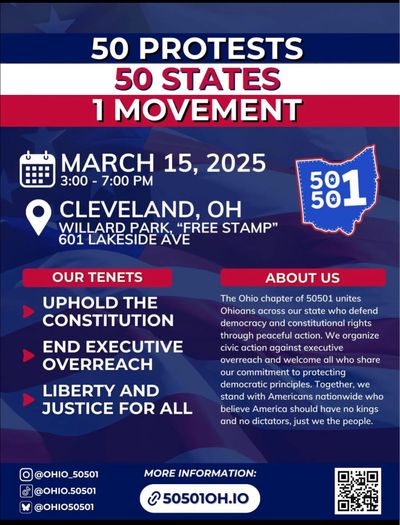 50 PROTESTS
50 STATES
1 MOVEMENT
MARCH 15, 2025
3:00 - 7:00 PM
CLEVELAND, OH
WILLARD PARK, "FREE STAMP"
601 LAKESIDE AVE
50
50
1
OUR TENETS
UPHOLD THE
CONSTITUTION
END EXECUTIVE
OVERREACH
LIBERTY AND
JUSTICE FOR ALL
ABOUT US
The Ohio chapter of 50501 unites
Ohioans across our state who defend
democracy and constitutional rights
through peaceful action. We organize
civic action against executive
overreach and welcome all who share
our commitment to protecting
democratic principles. Together, we
stand with Americans nationwide who
believe America should have no kings
and no dictators, just we the people.
@OHIO_50501
@OHIO.50501
@OHIO50501
MORE INFORMATION:
50501OH.IO